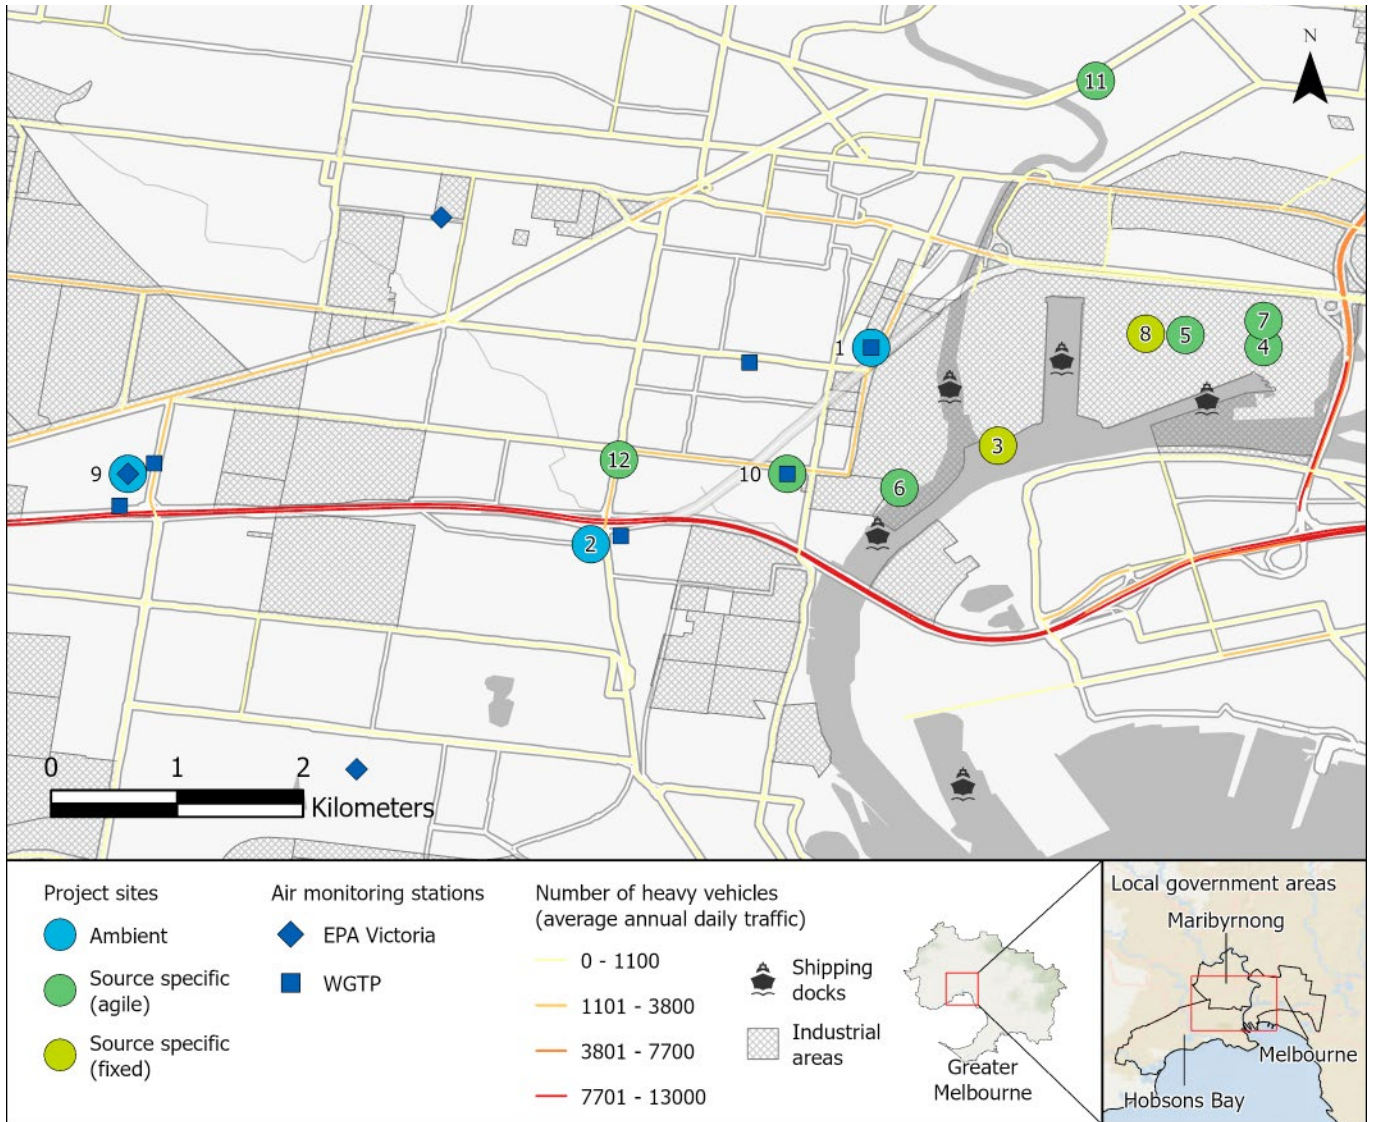 N
11
8
5
7
4
1
3
12
10
6
9
2
0 1 2
Kilometers
Project sites
Ambient
Source specific
(agile)
Source specific
(fixed)
Air monitoring stations
EPA Victoria
WGTP
Number of heavy vehicles
(average annual daily traffic)
0 - 1100
1101 - 3800
3801 - 7700
7701 - 13000
Shipping
docks
Industrial
areas
Greater
Melbourne
Local government areas
Maribyrnong
Melbourne
Hobsons Bay